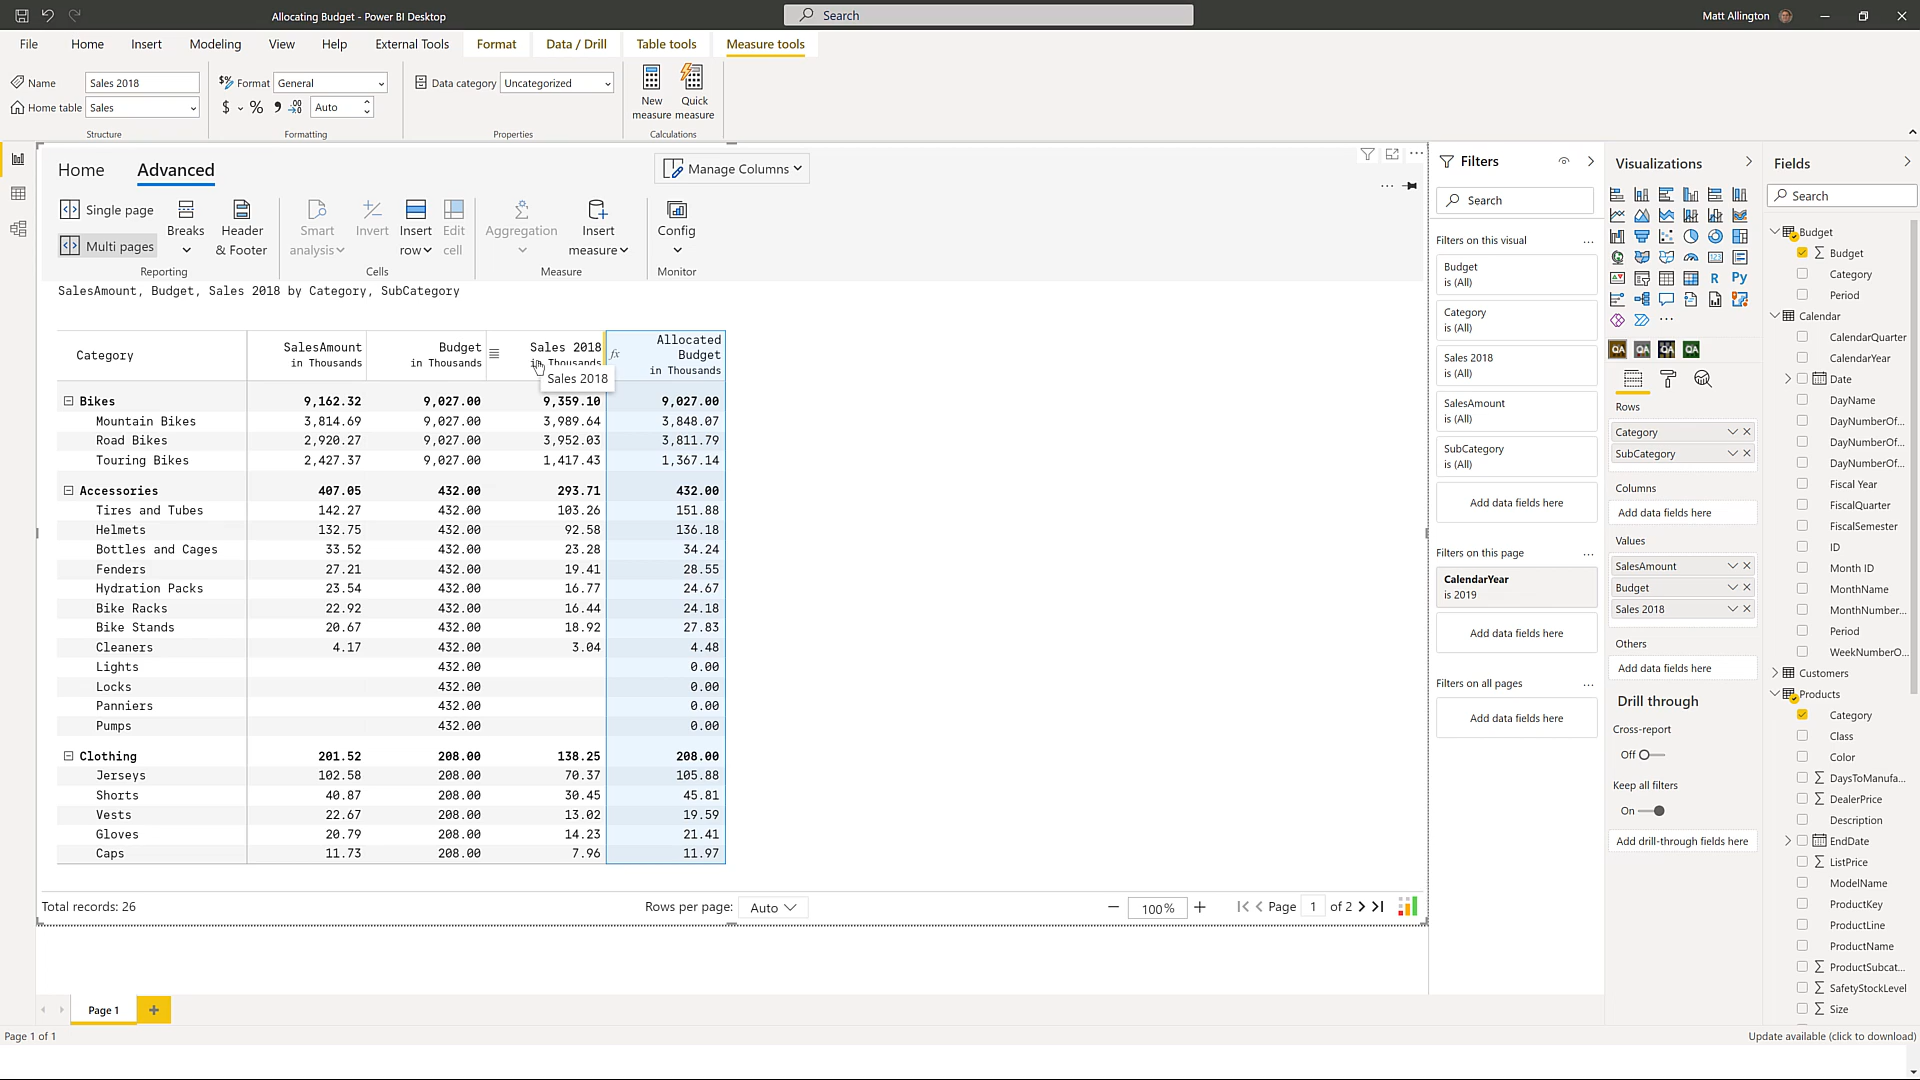 Allocating Budget - Power BI Desktop
Search
Matt Allington
File Home Insert Modeling View Help External Tools Format Data / Drill Table tools Measure tools
Name Sales 2018
Home table Sales
Structure
Format General
$ % 9 .00 Auto
Formatting
Data category Uncategorized
Properties
New measure
Quick measure
Calculations
Home Advanced
Manage Columns
Single page
Multi pages
Breaks
Header & Footer
Reporting
Smart analysis
Invert
Insert row
Edit cell
Cells
Aggregation
Insert measure
Measure
Config
Monitor
SalesAmount, Budget, Sales 2018 by Category, SubCategory
Category SalesAmount in Thousands Budget in Thousands Sales 2018 in Thousands fx Allocated Budget in Thousands
Sales 2018
Bikes 9,162.32 9,027.00 9,359.10 9,027.00
Mountain Bikes 3,814.69 9,027.00 3,989.64 3,848.07
Road Bikes 2,920.27 9,027.00 3,952.03 3,811.79
Touring Bikes 2,427.37 9,027.00 1,417.43 1,367.14
Accessories 407.05 432.00 293.71 432.00
Tires and Tubes 142.27 432.00 103.26 151.88
Helmets 132.75 432.00 92.58 136.18
Bottles and Cages 33.52 432.00 23.28 34.24
Fenders 27.21 432.00 19.41 28.55
Hydration Packs 23.54 432.00 16.77 24.67
Bike Racks 22.92 432.00 16.44 24.18
Bike Stands 20.67 432.00 18.92 27.83
Cleaners 4.17 432.00 3.04 4.48
Lights 432.00 0.00
Locks 432.00 0.00
Panniers 432.00 0.00
Pumps 432.00 0.00
Clothing 201.52 208.00 138.25 208.00
Jerseys 102.58 208.00 70.37 105.88
Shorts 40.87 208.00 30.45 45.81
Vests 22.67 208.00 13.02 19.59
Gloves 20.79 208.00 14.23 21.41
Caps 11.73 208.00 7.96 11.97
Total records: 26
Rows per page: Auto
100%
Page 1 of 2
Filters
Search
Filters on this visual
Budget
is (All)
Category
is (All)
Sales 2018
is (All)
SalesAmount
is (All)
SubCategory
is (All)
Add data fields here
Filters on this page
CalendarYear
is 2019
Add data fields here
Filters on all pages
Add data fields here
Visualizations
R Py
QA QA QA QA
Rows
Category
SubCategory
Columns
Add data fields here
Values
SalesAmount
Budget
Sales 2018
Others
Add data fields here
Drill through
Cross-report
Off
Keep all filters
On
Add drill-through fields here
Fields
Search
Budget
Budget
Category
Period
Calendar
CalendarQuarter
CalendarYear
Date
DayName
DayNumberOf...
DayNumberOf...
DayNumberOf...
Fiscal Year
FiscalQuarter
FiscalSemester
ID
Month ID
MonthName
MonthNumber...
Period
WeekNumberO...
Customers
Products
Category
Class
Color
DaysToManufa...
DealerPrice
Description
EndDate
ListPrice
ModelName
ProductKey
ProductLine
ProductName
ProductSubcat...
SafetyStockLevel
Size
Page 1
Page 1 of 1
Update available (click to download)